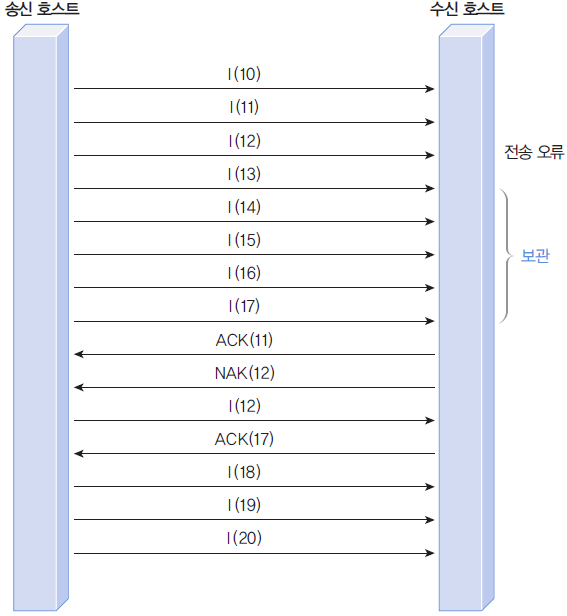 송신 호스트
수신 호스트
I(10)
I(11)
I(12)
전송 오류
I(13)
I(14)
I(15)
보관
I(16)
I(17)
ACK(11)
NAK(12)
I(12)
ACK(17)
I(18)
I(19)
I(20)